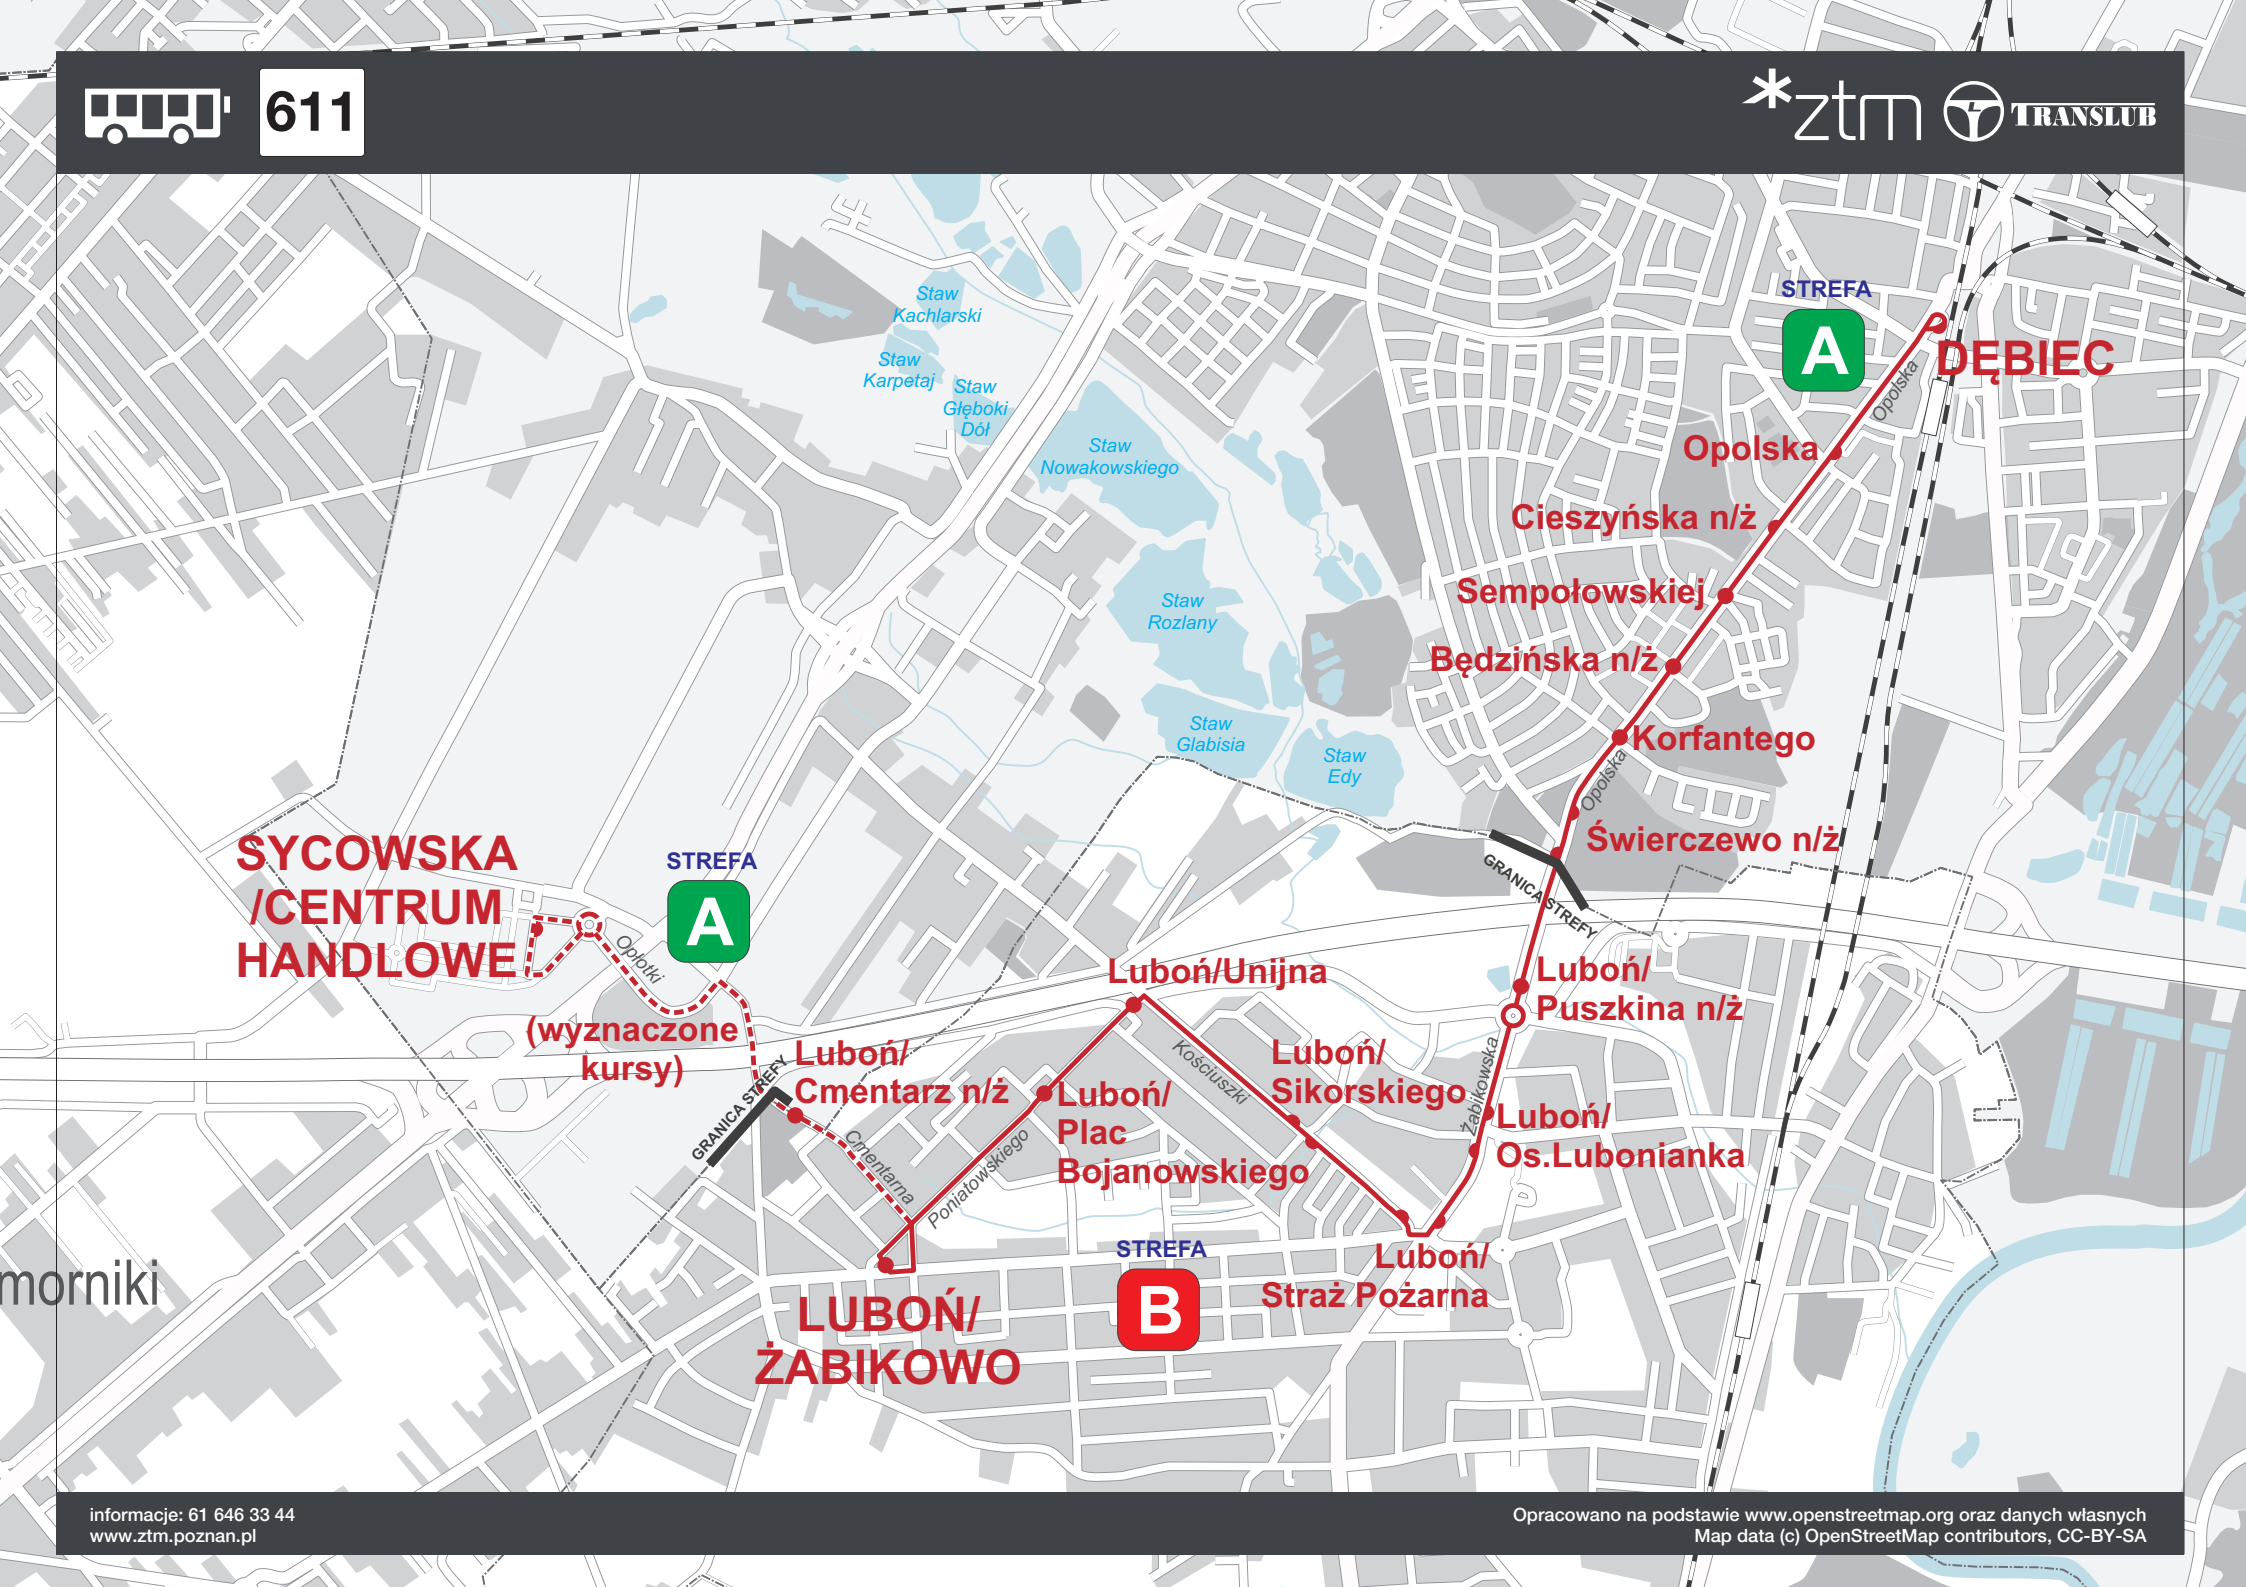 611
*ztm TRANSLUB
STREFA
A
DĘBIEC
Opolska
Opolska
Cieszyńska n/ż
Sempołowskiej
Będzińska n/ż
Korfantego
Opolska
Świerczewo n/ż
GRANICA STREFY
Staw
Kachlarski
Staw
Karpetaj
Staw
Głęboki
Dół
Staw
Nowakowskiego
Staw
Rozlany
Staw
Glabisia
Staw
Edy
SYCOWSKA
/CENTRUM
HANDLOWE
STREFA
A
Opłotki
(wyznaczone
kursy)
GRANICA STREFY
Luboń/
Cmentarz n/ż
Cmentarna
Poniatowskiego
Luboń/Unijna
Luboń/
Plac
Bojanowskiego
Kościuszki
Luboń/
Sikorskiego
Luboń/
Puszkina n/ż
Żabikowska
Luboń/
Os.Lubonianka
Luboń/
Straż Pożarna
STREFA
B
LUBOŃ/
ŻABIKOWO
morniki
informacje: 61 646 33 44
www.ztm.poznan.pl
Opracowano na podstawie www.openstreetmap.org oraz danych własnych
Map data (c) OpenStreetMap contributors, CC-BY-SA